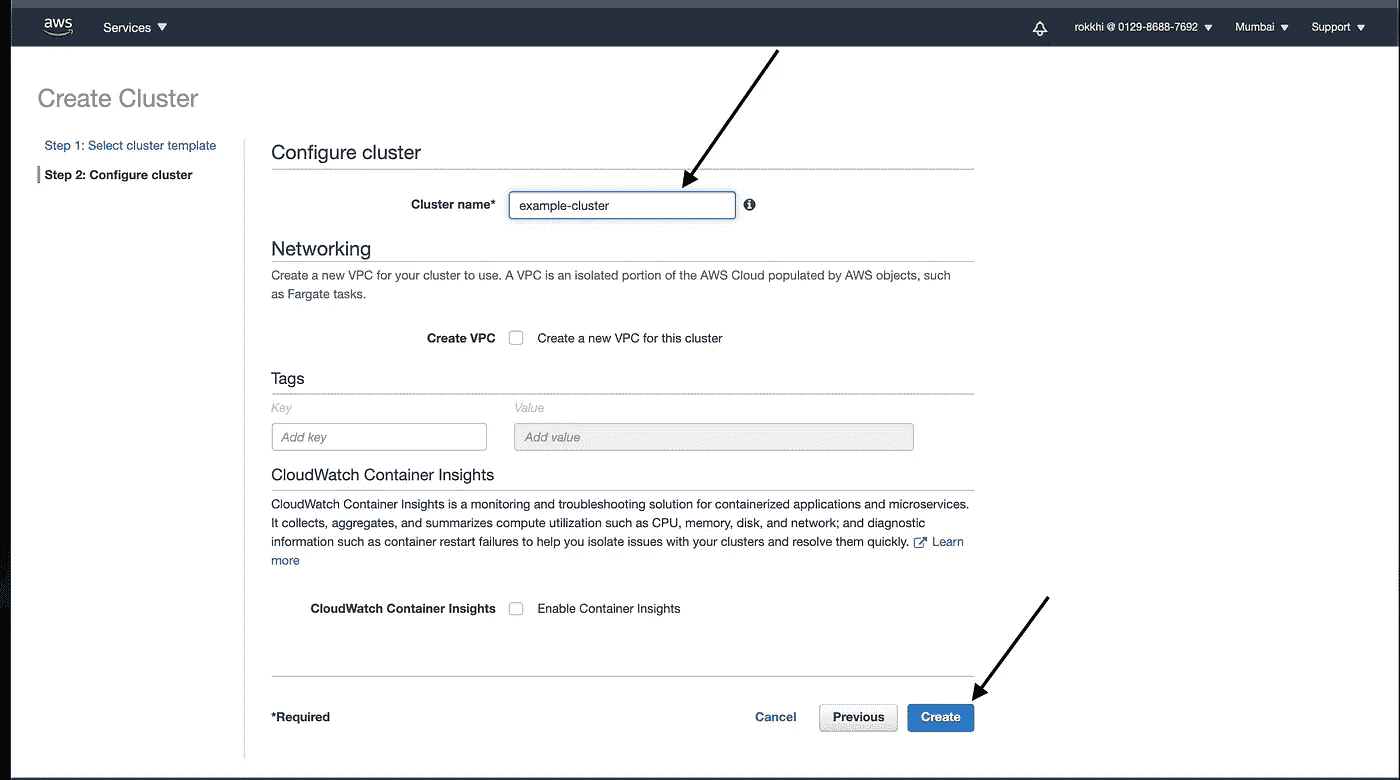 aws Services rokkhi @ 0129-8688-7692 Mumbai Support
Create Cluster
Step 1: Select cluster template
Step 2: Configure cluster
Configure cluster
Cluster name* example-cluster
Networking
Create a new VPC for your cluster to use. A VPC is an isolated portion of the AWS Cloud populated by AWS objects, such
as Fargate tasks.
Create VPC Create a new VPC for this cluster
Tags
Key Value
Add key Add value
CloudWatch Container Insights
CloudWatch Container Insights is a monitoring and troubleshooting solution for containerized applications and microservices.
It collects, aggregates, and summarizes compute utilization such as CPU, memory, disk, and network; and diagnostic
information such as container restart failures to help you isolate issues with your clusters and resolve them quickly. Learn
more
CloudWatch Container Insights Enable Container Insights
*Required Cancel Previous Create